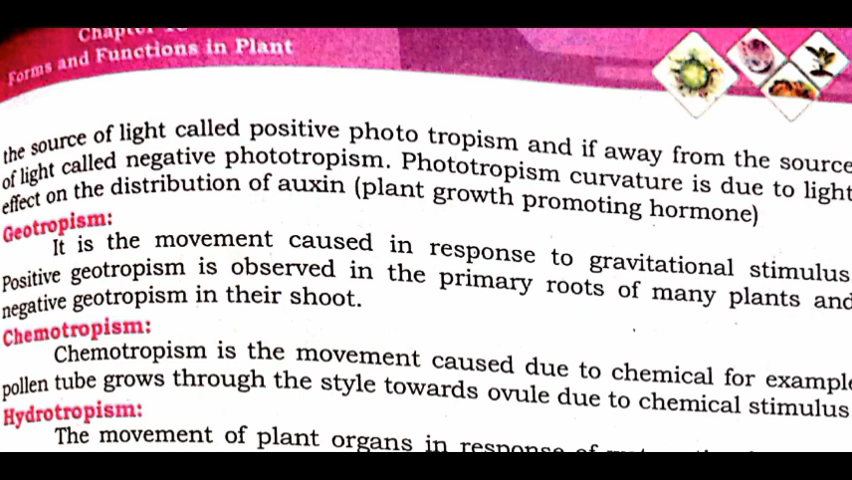 Forms and Functions in Plant
the source of light called positive photo tropism and if away from the source
of light called negative phototropism. Phototropism curvature is due to light
effect on the distribution of auxin (plant growth promoting hormone)
Geotropism:
It is the movement caused in response to gravitational stimulus
Positive geotropism is observed in the primary roots of many plants and
negative geotropism in their shoot.
Chemotropism:
Chemotropism is the movement caused due to chemical for example
pollen tube grows through the style towards ovule due to chemical stimulus
Hydrotropism:
The movement of plant organs in response of